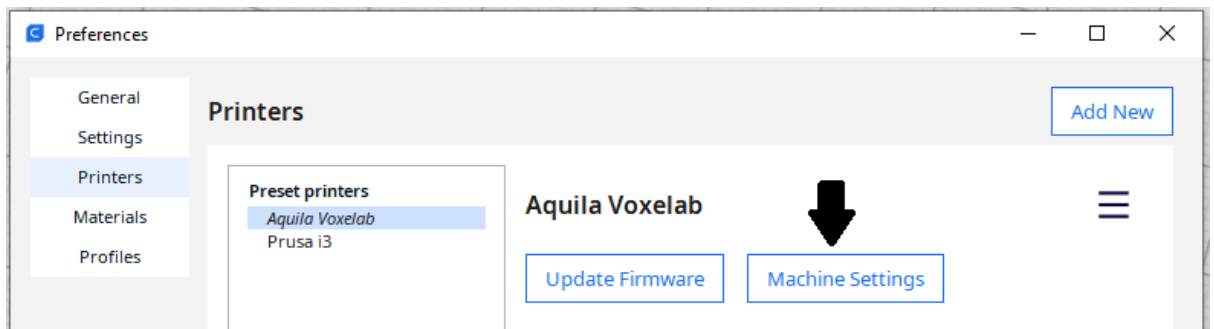 Preferences
General
Settings
Printers
Materials
Profiles
Printers
Add New
Preset printers
Aquila Voxelab
Prusa i3
Aquila Voxelab
Update Firmware
Machine Settings